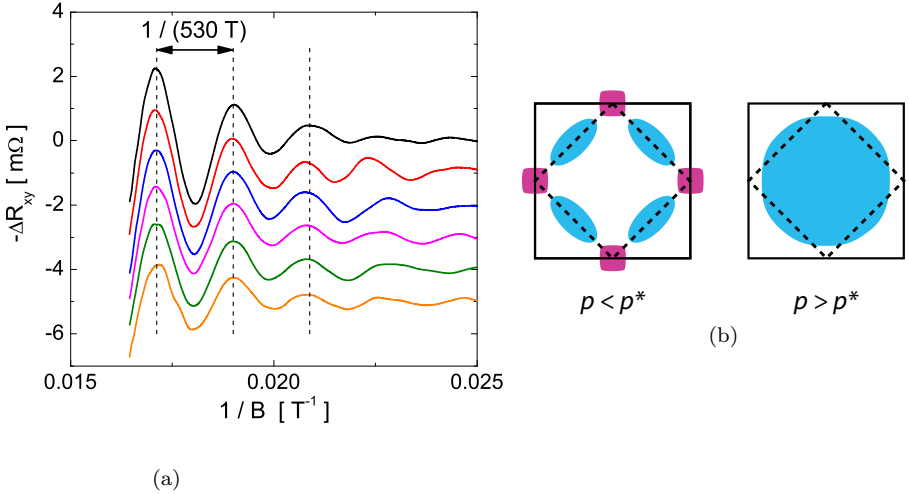 1 / (530 T)
4
2
0
-2
-4
-6
-ΔR_xy [ mΩ ]
0.015
0.020
0.025
1 / B [ T⁻¹ ]
(a)
p < p*
p > p*
(b)